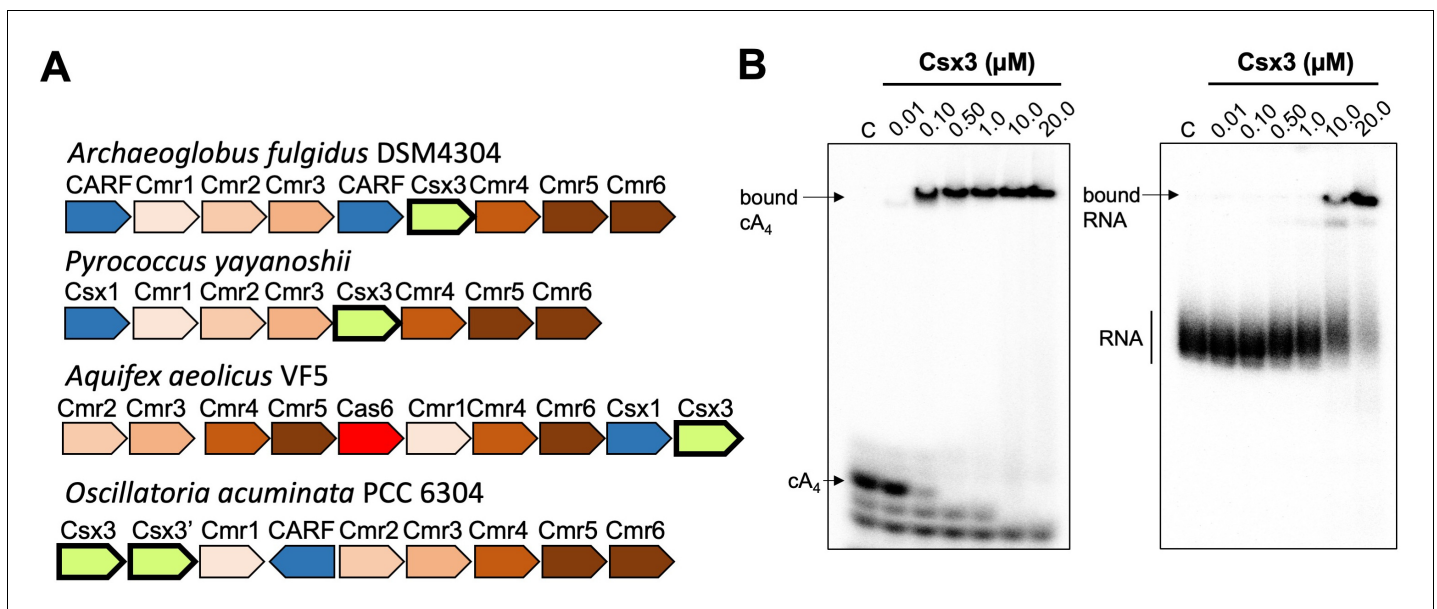 A
Archaeoglobus fulgidus DSM4304
CARF Cmr1 Cmr2 Cmr3 CARF Csx3 Cmr4 Cmr5 Cmr6
Pyrococcus yayanoshii
Csx1 Cmr1 Cmr2 Cmr3 Csx3 Cmr4 Cmr5 Cmr6
Aquifex aeolicus VF5
Cmr2 Cmr3 Cmr4 Cmr5 Cas6 Cmr1 Cmr4 Cmr6 Csx1 Csx3
Oscillatoria acuminata PCC 6304
Csx3 Csx3’ Cmr1 CARF Cmr2 Cmr3 Cmr4 Cmr5 Cmr6
B
Csx3 (µM)
C 0.01 0.10 0.50 1.0 10.0 20.0
bound
cA₄
cA₄
Csx3 (µM)
C 0.01 0.10 0.50 1.0 10.0 20.0
bound
RNA
RNA